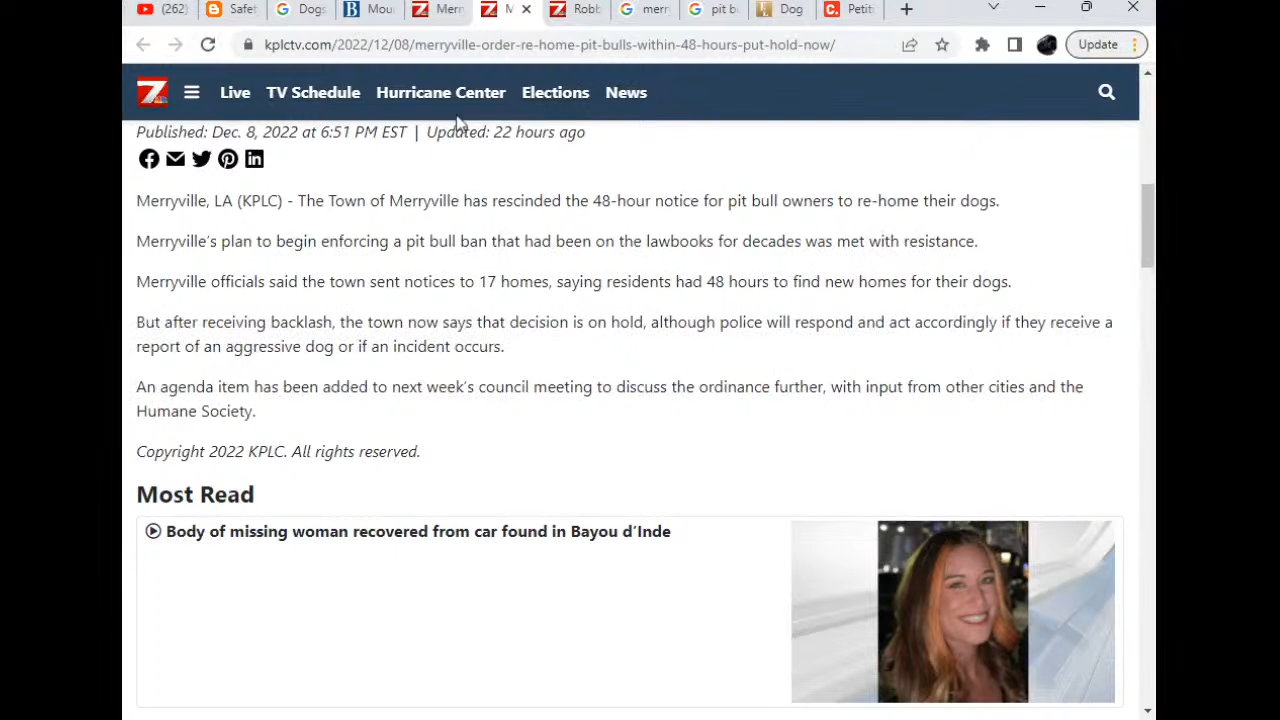 (262)
Safet
Dogs
Mou
Merr
M
Robb
merr
pit bu
Dog
Petiti
kplctv.com/2022/12/08/merryville-order-re-home-pit-bulls-within-48-hours-put-hold-now/
Update
7
Live TV Schedule Hurricane Center Elections News
Published: Dec. 8, 2022 at 6:51 PM EST | Updated: 22 hours ago
Merryville, LA (KPLC) - The Town of Merryville has rescinded the 48-hour notice for pit bull owners to re-home their dogs.
Merryville’s plan to begin enforcing a pit bull ban that had been on the lawbooks for decades was met with resistance.
Merryville officials said the town sent notices to 17 homes, saying residents had 48 hours to find new homes for their dogs.
But after receiving backlash, the town now says that decision is on hold, although police will respond and act accordingly if they receive a
report of an aggressive dog or if an incident occurs.
An agenda item has been added to next week’s council meeting to discuss the ordinance further, with input from other cities and the
Humane Society.
Copyright 2022 KPLC. All rights reserved.
Most Read
Body of missing woman recovered from car found in Bayou d’Inde